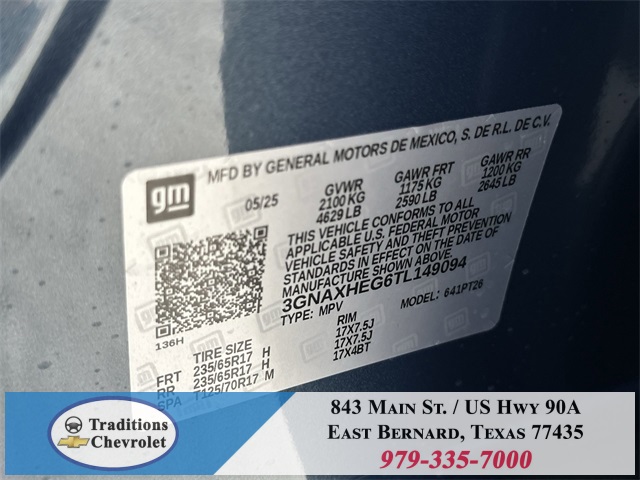 gm
MFD BY GENERAL MOTORS DE MEXICO, S. DE R.L. DE C.V.
05/25 GVWR GAWR FRT GAWR RR
2100 KG 1175 KG 1200 KG
4629 LB 2590 LB 2645 LB
THIS VEHICLE CONFORMS TO ALL
APPLICABLE U.S. FEDERAL MOTOR
VEHICLE SAFETY AND THEFT PREVENTION
STANDARDS IN EFFECT ON THE DATE OF
MANUFACTURE SHOWN ABOVE.
3GNAXHEG6TL149094
TYPE: MPV MODEL: 641PT26
136H
TIRE SIZE RIM
FRT 235/65R17 H 17X7.5J
RR 235/65R17 H 17X7.5J
SPA T125/70R17 M 17X4BT
Traditions
Chevrolet
843 Main St. / US Hwy 90A
East Bernard, Texas 77435
979-335-7000